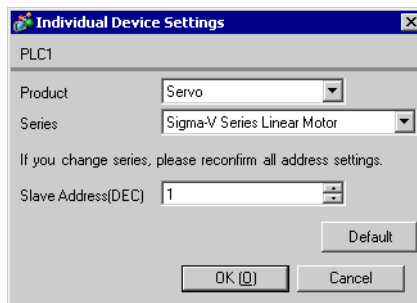 Individual Device Settings
PLC1
Product Servo
Series Sigma-V Series Linear Motor
If you change series, please reconfirm all address settings.
Slave Address(DEC) 1
Default
OK (O) Cancel